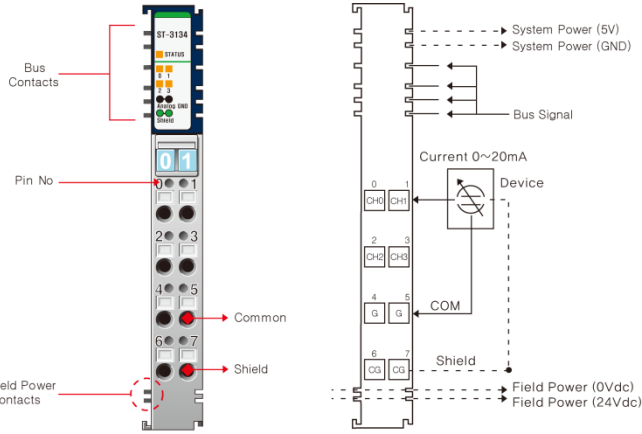 ST-3134
STATUS
0 1
2 3
Analog GND
Shield
Bus
Contacts
0 1
Pin No
0 1
2 3
4 5
Common
6 7
Shield
eld Power
ontacts
System Power (5V)
System Power (GND)
Bus Signal
Current 0~20mA
Device
0 1
CH0 CH1
2 3
CH2 CH3
4 5
G G
COM
6 7
CG CG
Shield
Field Power (0Vdc)
Field Power (24Vdc)